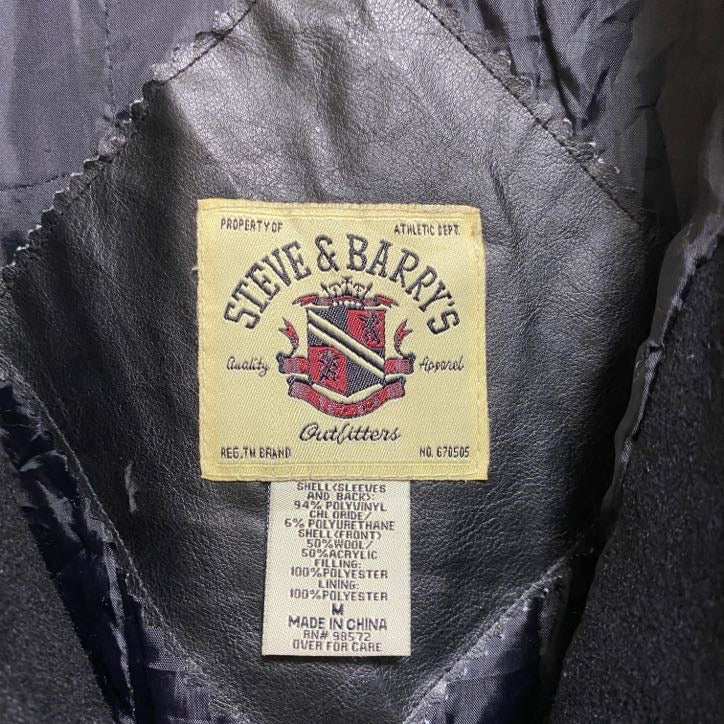 PROPERTY OF ATHLETIC DEPT.
STEVE & BARRY'S
Quality Apparel
Outfitters
REG.TM BRAND NO. 670505
SHELL(SLEEVES
AND BACK):
94% POLYVINYL
CHLORIDE/
6% POLYURETHANE
SHELL(FRONT)
50%WOOL/
50%ACRYLIC
FILLING:
100%POLYESTER
LINING:
100%POLYESTER
M
MADE IN CHINA
RN# 98572
OVER FOR CARE